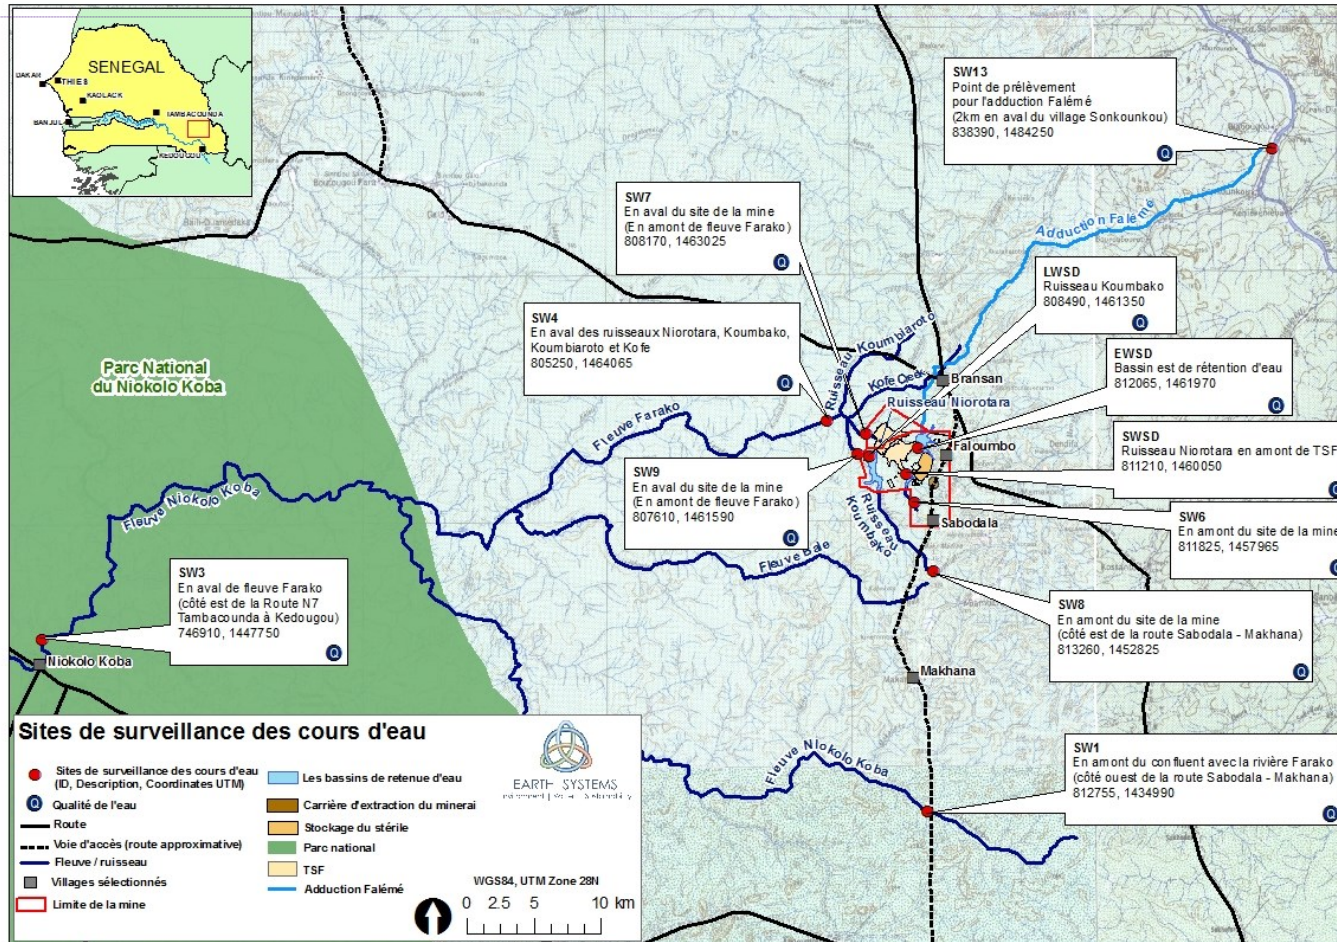 SENEGAL
DAKAR
THIES
KAOLACK
BANJUL
TAMBACOUNDA
KEDOUGOU
SW13
Point de prélèvement
pour l'adduction Falémé
(2km en aval du village Sonkounkou)
838390, 1484250
Q
SW7
En aval du site de la mine
(En amont de fleuve Farako)
808170, 1463025
Q
Adduction Falémé
LWSD
Ruisseau Koumbako
808490, 1461350
Q
SW4
En aval des ruisseaux Niorotara, Koumbako,
Koumbiaroto et Kofe
805250, 1464065
Q
EWSD
Bassin est de rétention d'eau
812065, 1461970
Q
Parc National
du Niokolo Koba
Ruisseau Koumbiaroto
Kofe Creek
Bransan
Ruisseau Niorotara
Fleuve Farako
Faloumbo
SWSD
Ruisseau Niorotara en amont de TSF
811210, 1460050
Q
SW9
En aval du site de la mine
(En amont de fleuve Farako)
807610, 1461590
Q
Fleuve Niokolo Koba
Ruisseau Koumbako
Sabodala
SW6
En amont du site de la mine
811825, 1457965
Q
Fleuve Bale
SW3
En aval de fleuve Farako
(côté est de la Route N7
Tambacounda à Kedougou)
746910, 1447750
Q
Niokolo Koba
SW8
En amont du site de la mine
(côté est de la route Sabodala - Makhana)
813260, 1452825
Q
Makhana
SW1
En amont du confluent avec la rivière Farako
(côté ouest de la route Sabodala - Makhana)
812755, 1434990
Q
Fleuve Niokolo Koba
Sites de surveillance des cours d'eau
Sites de surveillance des cours d'eau
(ID, Description, Coordinates UTM)
Q Qualité de l'eau
Route
Voie d'accès (route approximative)
Fleuve / ruisseau
Villages sélectionnés
Limite de la mine
Les bassins de retenue d'eau
Carrière d'extraction du minerai
Stockage du stérile
Parc national
TSF
Adduction Falémé
EARTH SYSTEMS
WGS84, UTM Zone 28N
0 2.5 5 10 km